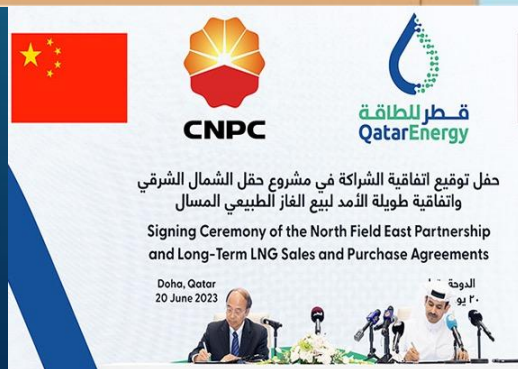 CNPC
قطر للطاقة
QatarEnergy
حفل توقيع اتفاقية الشراكة في مشروع حقل الشمال الشرقي
واتفاقية طويلة الأمد لبيع الغاز الطبيعي المسال
Signing Ceremony of the North Field East Partnership
and Long-Term LNG Sales and Purchase Agreements
Doha, Qatar
20 June 2023
٢٠